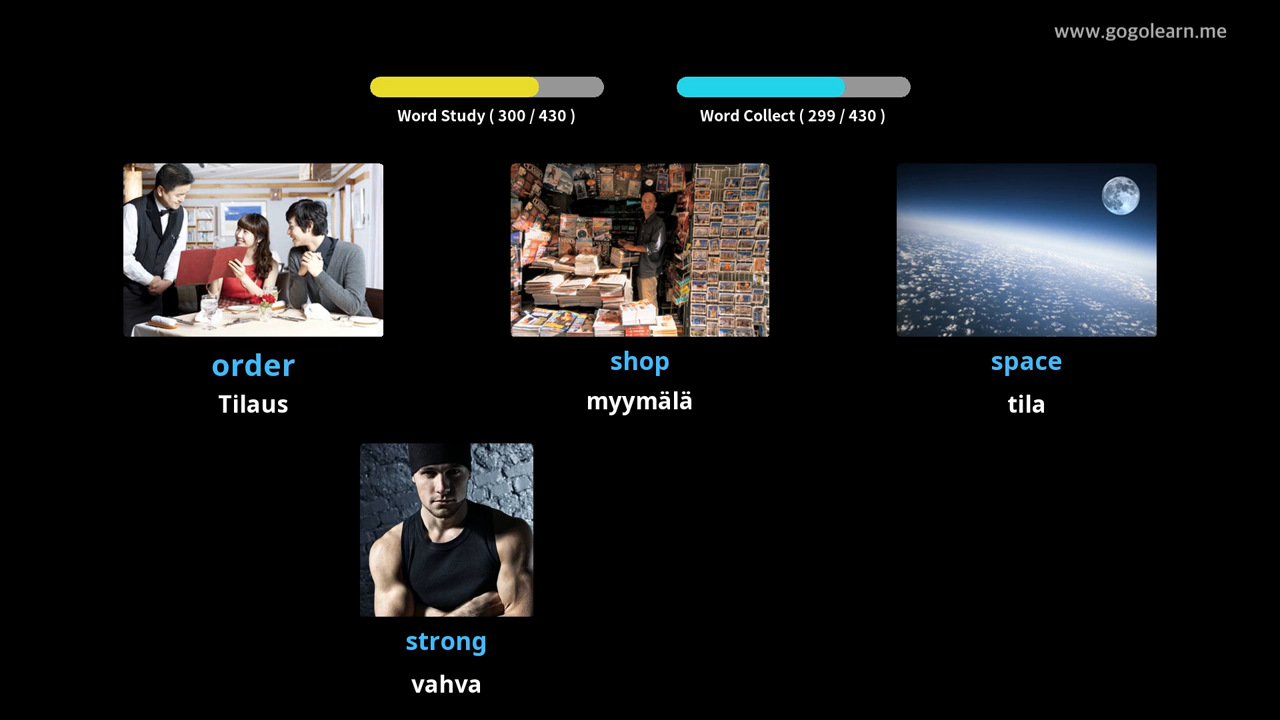 www.gogolearn.me
Word Study ( 300 / 430 )
Word Collect ( 299 / 430 )
order
Tilaus
shop
myymälä
space
tila
strong
vahva